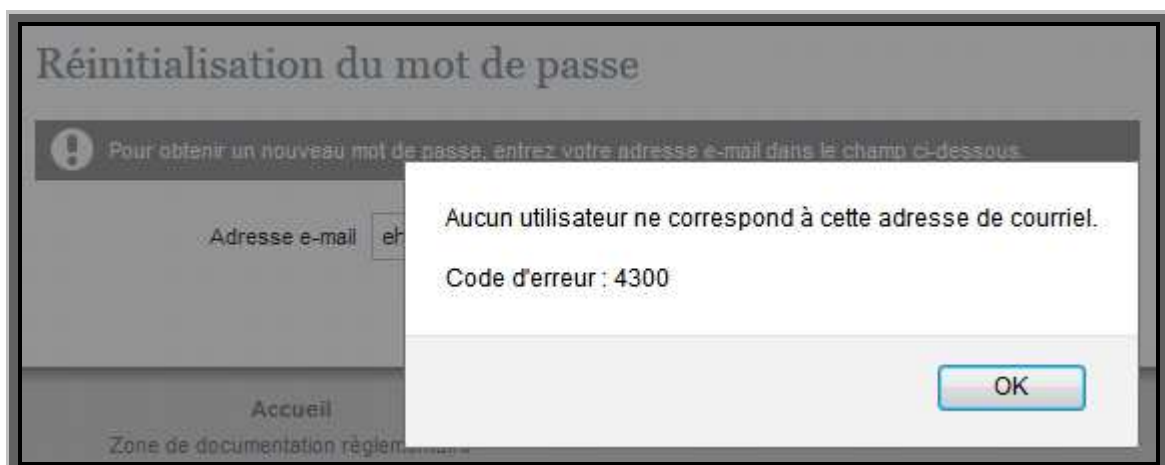 Réinitialisation du mot de passe
Pour obtenir un nouveau mot de passe, entrez votre adresse e-mail dans le champ ci-dessous.
Aucun utilisateur ne correspond à cette adresse de courriel.
Adresse e-mail eh
Code d'erreur : 4300
OK
Accueil
Zone de documentation règlementaire